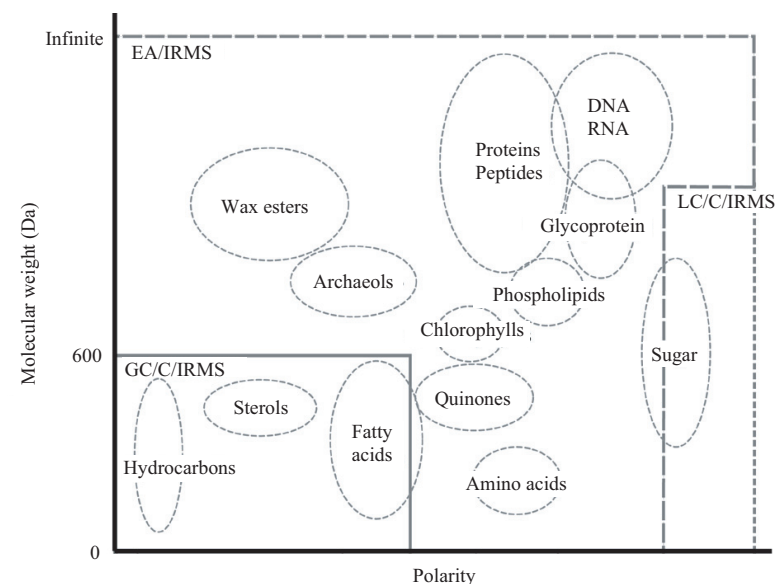 Infinite
EA/IRMS
DNA
RNA
Proteins
Peptides
LC/C/IRMS
Wax esters
Glycoprotein
Molecular weight (Da)
Archaeols
Phospholipids
Chlorophylls
600
GC/C/IRMS
Sugar
Sterols
Quinones
Fatty
acids
Hydrocarbons
Amino acids
0
Polarity